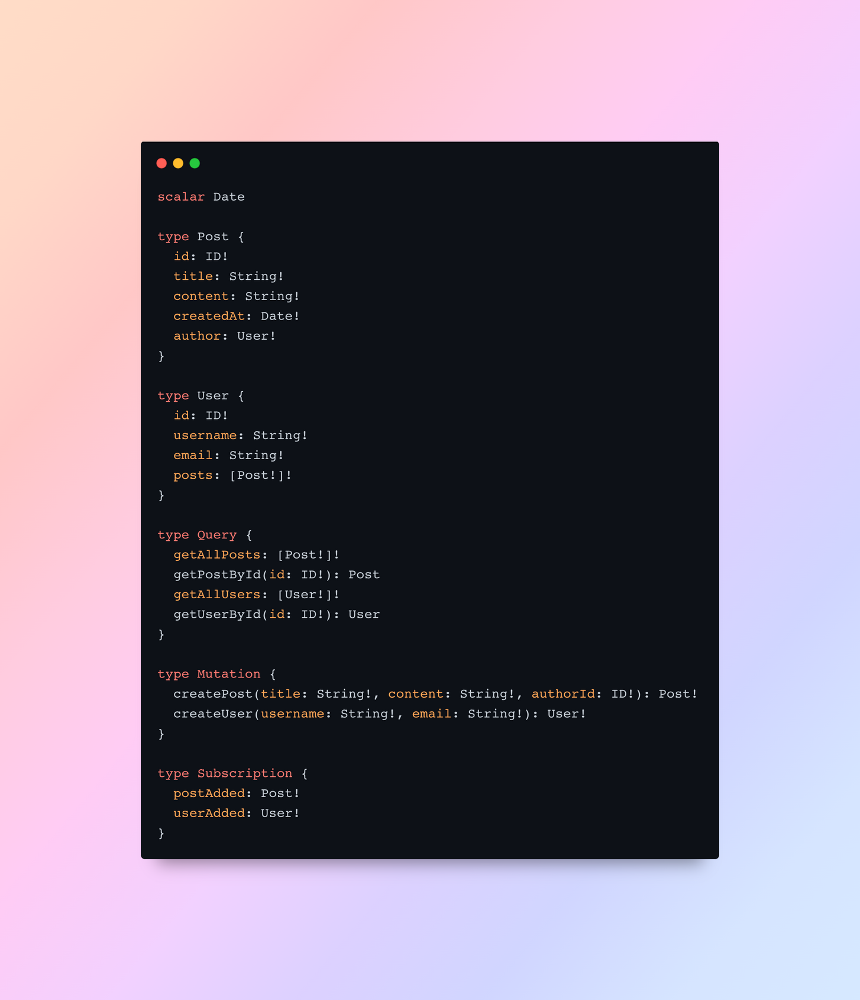 scalar Date

type Post {
  id: ID!
  title: String!
  content: String!
  createdAt: Date!
  author: User!
}

type User {
  id: ID!
  username: String!
  email: String!
  posts: [Post!]!
}

type Query {
  getAllPosts: [Post!]!
  getPostById(id: ID!): Post
  getAllUsers: [User!]!
  getUserById(id: ID!): User
}

type Mutation {
  createPost(title: String!, content: String!, authorId: ID!): Post!
  createUser(username: String!, email: String!): User!
}

type Subscription {
  postAdded: Post!
  userAdded: User!
}